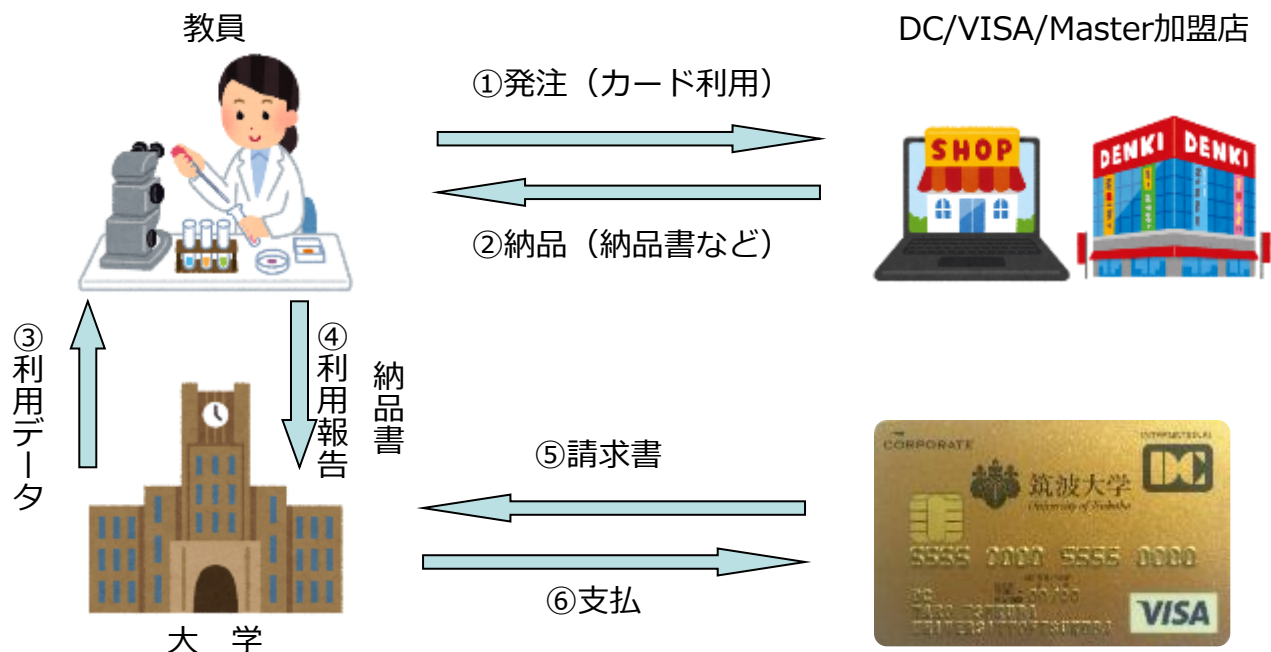 教員
DC/VISA/Master加盟店
①発注（カード利用）
SHOP
DENKI DENKI
②納品（納品書など）
③利用データ
④利用報告
納品書
⑤請求書
⑥支払
大　学
CORPORATE
INTERNATIONAL
DC
筑波大学
University of Tsukuba
5555 0000 5555 0000
VISA